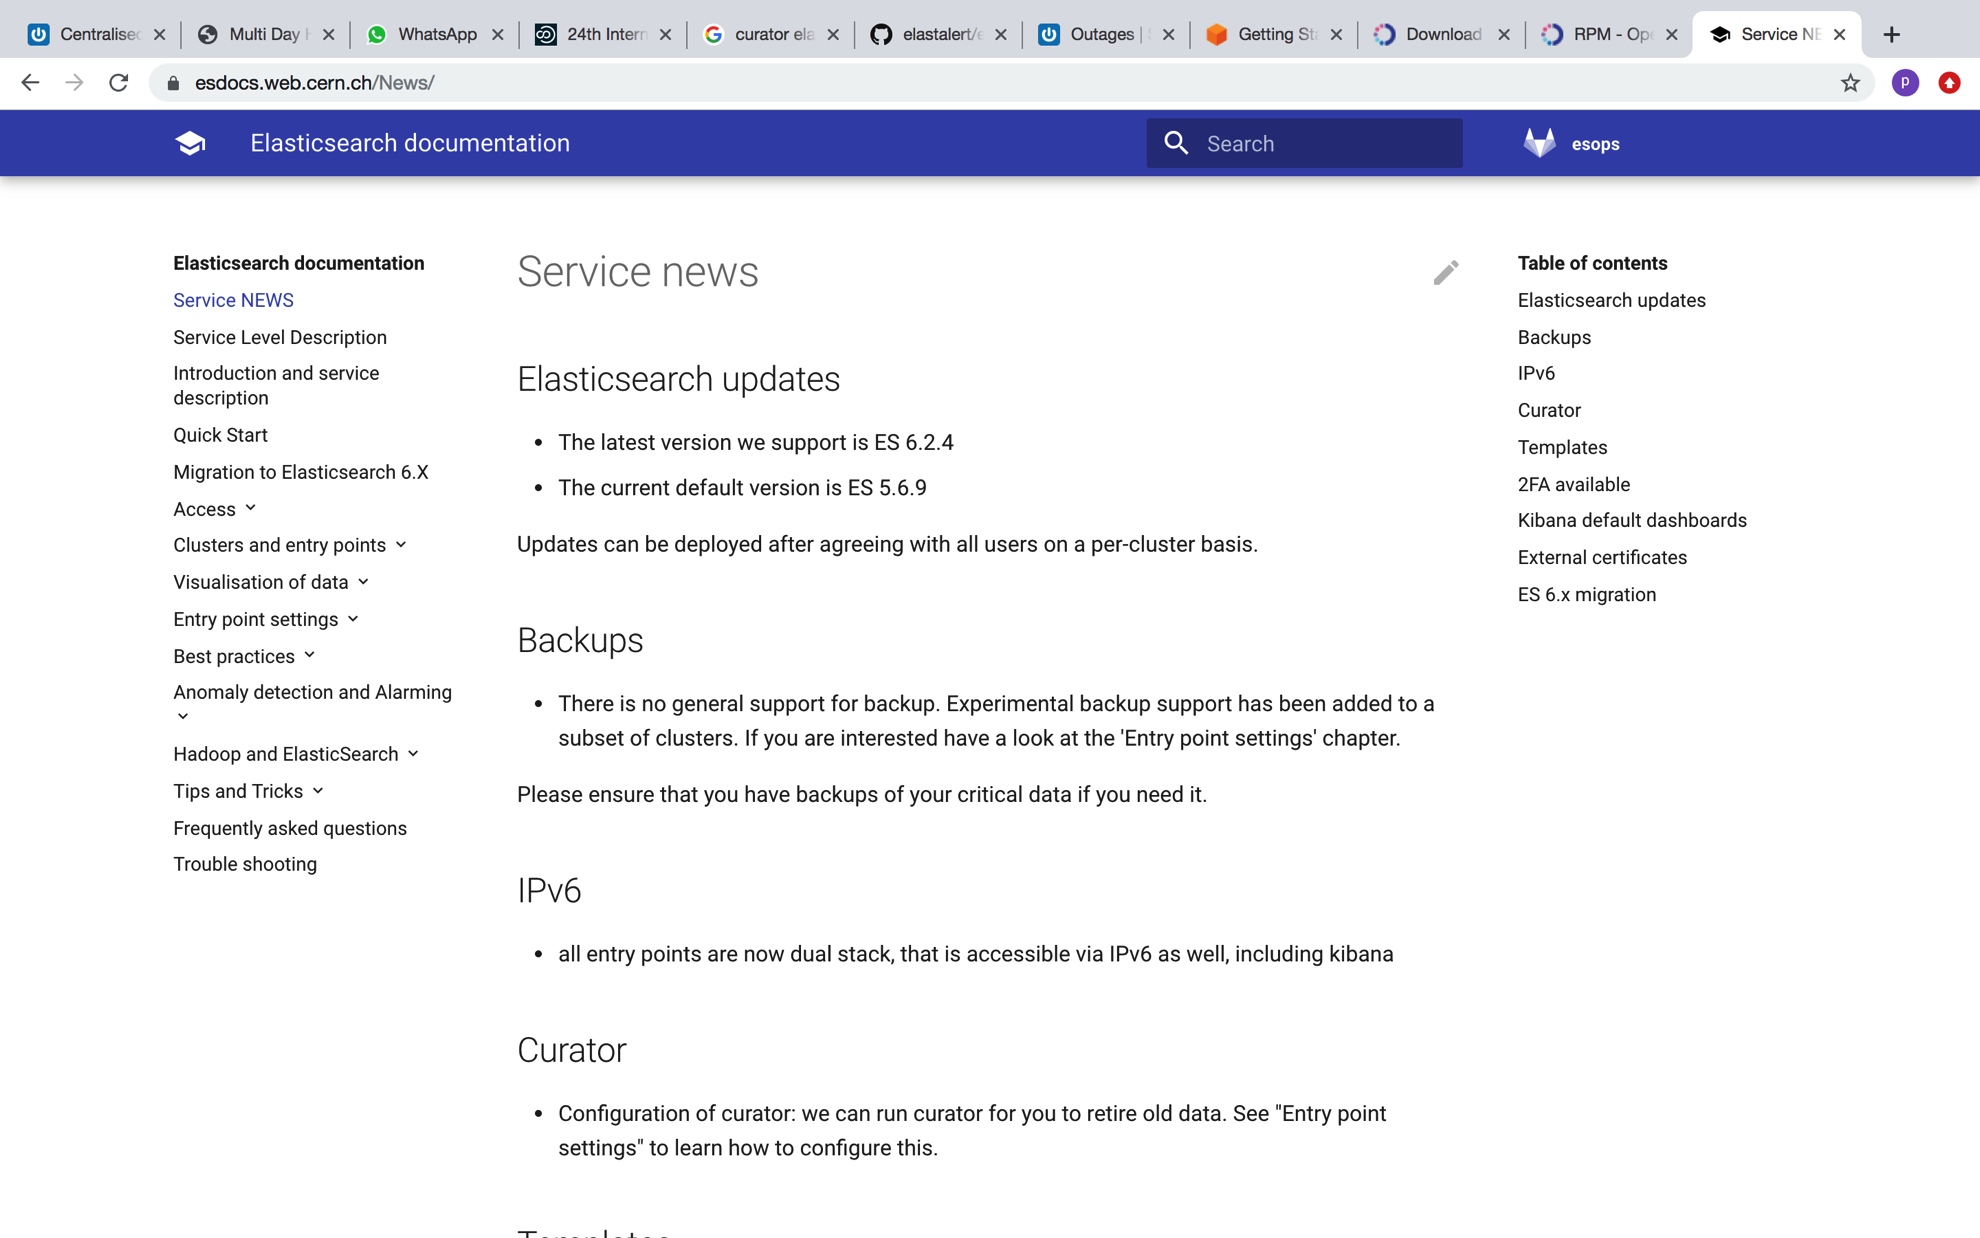 Centralised
Multi Day
WhatsApp
24th Intern
curator ela
elastalert/e
Outages |
Getting Sta
Download
RPM - Ope
Service NE
esdocs.web.cern.ch/News/
P
Elasticsearch documentation
Search
esops
Elasticsearch documentation
Service NEWS
Service Level Description
Introduction and service
description
Quick Start
Migration to Elasticsearch 6.X
Access
Clusters and entry points
Visualisation of data
Entry point settings
Best practices
Anomaly detection and Alarming
Hadoop and ElasticSearch
Tips and Tricks
Frequently asked questions
Trouble shooting
Service news
Elasticsearch updates
• The latest version we support is ES 6.2.4
• The current default version is ES 5.6.9
Updates can be deployed after agreeing with all users on a per-cluster basis.
Backups
• There is no general support for backup. Experimental backup support has been added to a
subset of clusters. If you are interested have a look at the 'Entry point settings' chapter.
Please ensure that you have backups of your critical data if you need it.
IPv6
• all entry points are now dual stack, that is accessible via IPv6 as well, including kibana
Curator
• Configuration of curator: we can run curator for you to retire old data. See "Entry point
settings" to learn how to configure this.
Templates
Table of contents
Elasticsearch updates
Backups
IPv6
Curator
Templates
2FA available
Kibana default dashboards
External certificates
ES 6.x migration